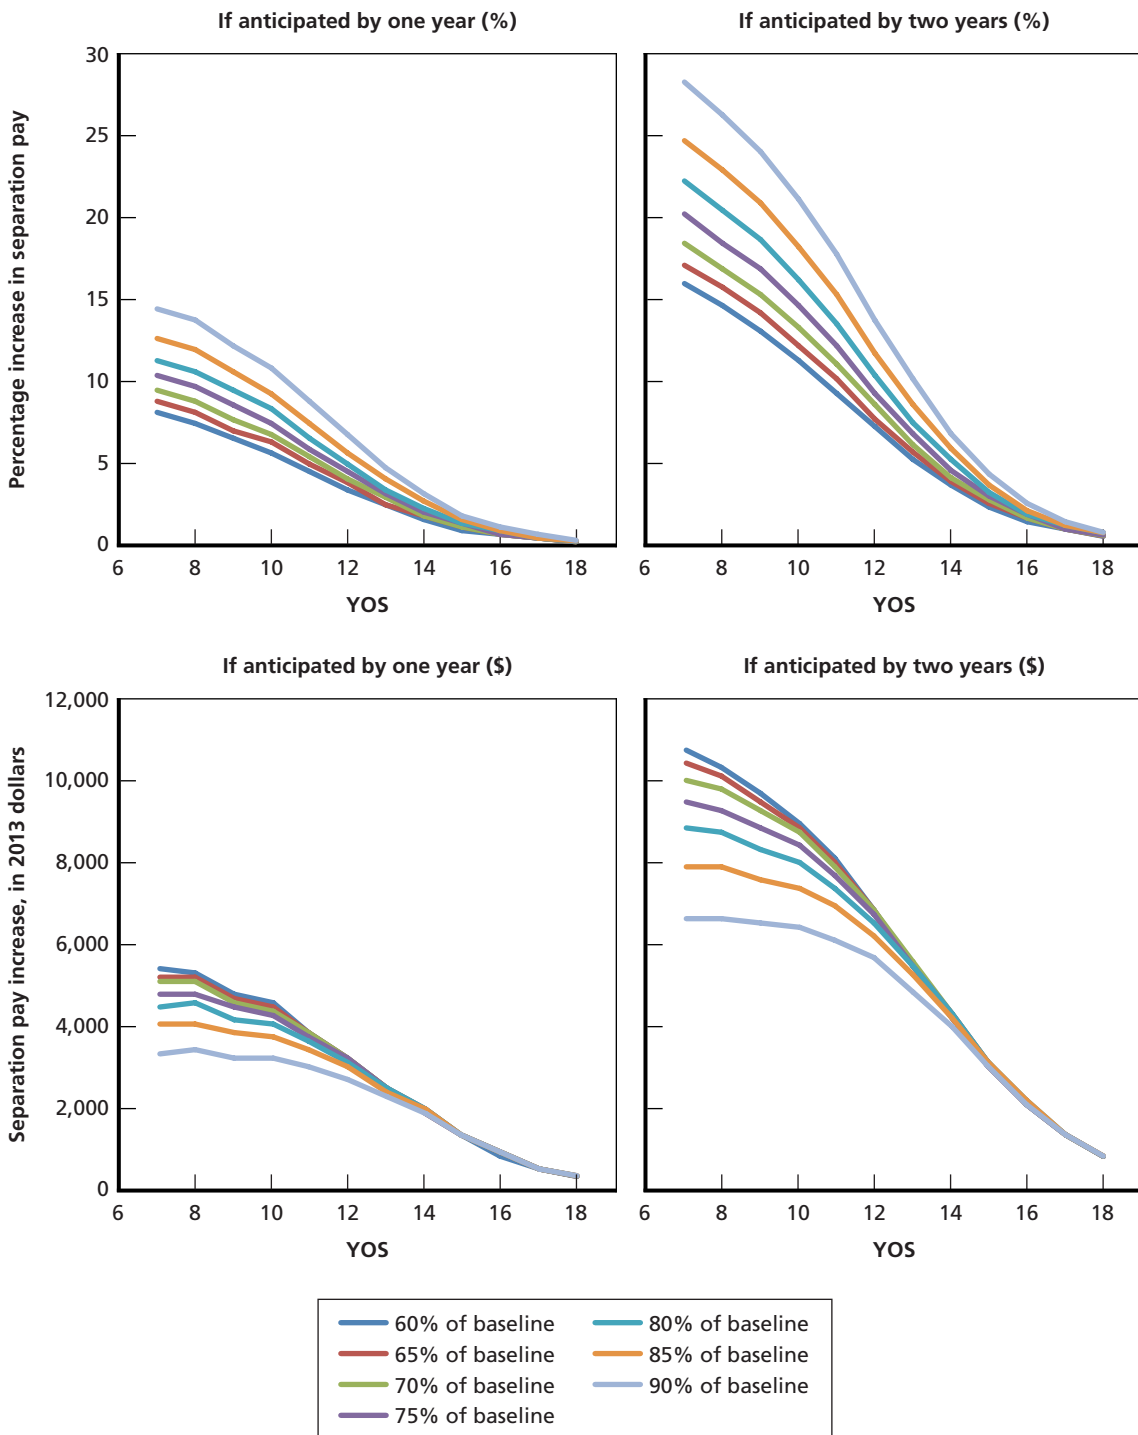 If anticipated by one year (%)
If anticipated by two years (%)
Percentage increase in separation pay
30
25
20
15
10
5
0
6 8 10 12 14 16 18
YOS
6 8 10 12 14 16 18
YOS
If anticipated by one year ($)
If anticipated by two years ($)
Separation pay increase, in 2013 dollars
12,000
10,000
8,000
6,000
4,000
2,000
0
6 8 10 12 14 16 18
YOS
6 8 10 12 14 16 18
YOS
60% of baseline
65% of baseline
70% of baseline
75% of baseline
80% of baseline
85% of baseline
90% of baseline